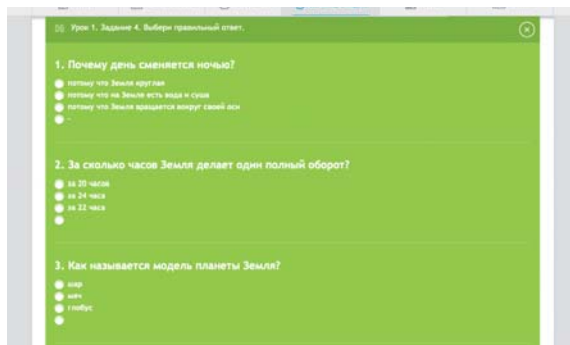 Урок 1. Задание 4. Выбери правильный ответ.
1. Почему день сменяется ночью?
потому что Земля круглая
потому что на Земле есть вода и суша
потому что Земля вращается вокруг своей оси
-
2. За сколько часов Земля делает один полный оборот?
за 20 часов
за 24 часа
за 22 часа
3. Как называется модель планеты Земля?
шар
мяч
глобус